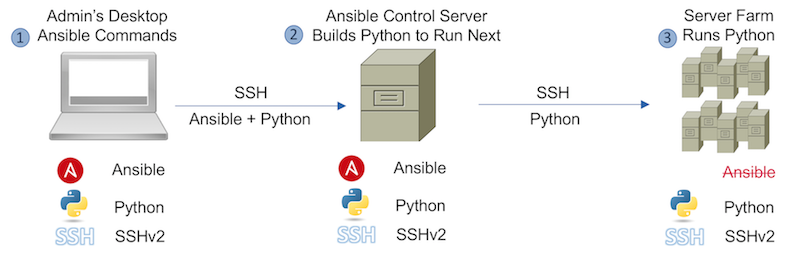 Admin's Desktop
Ansible Commands
1
Ansible Control Server
Builds Python to Run Next
2
Server Farm
Runs Python
3
SSH
Ansible + Python
SSH
Python
A Ansible
Python
SSH SSHv2
A Ansible
Python
SSH SSHv2
Ansible
Python
SSH SSHv2